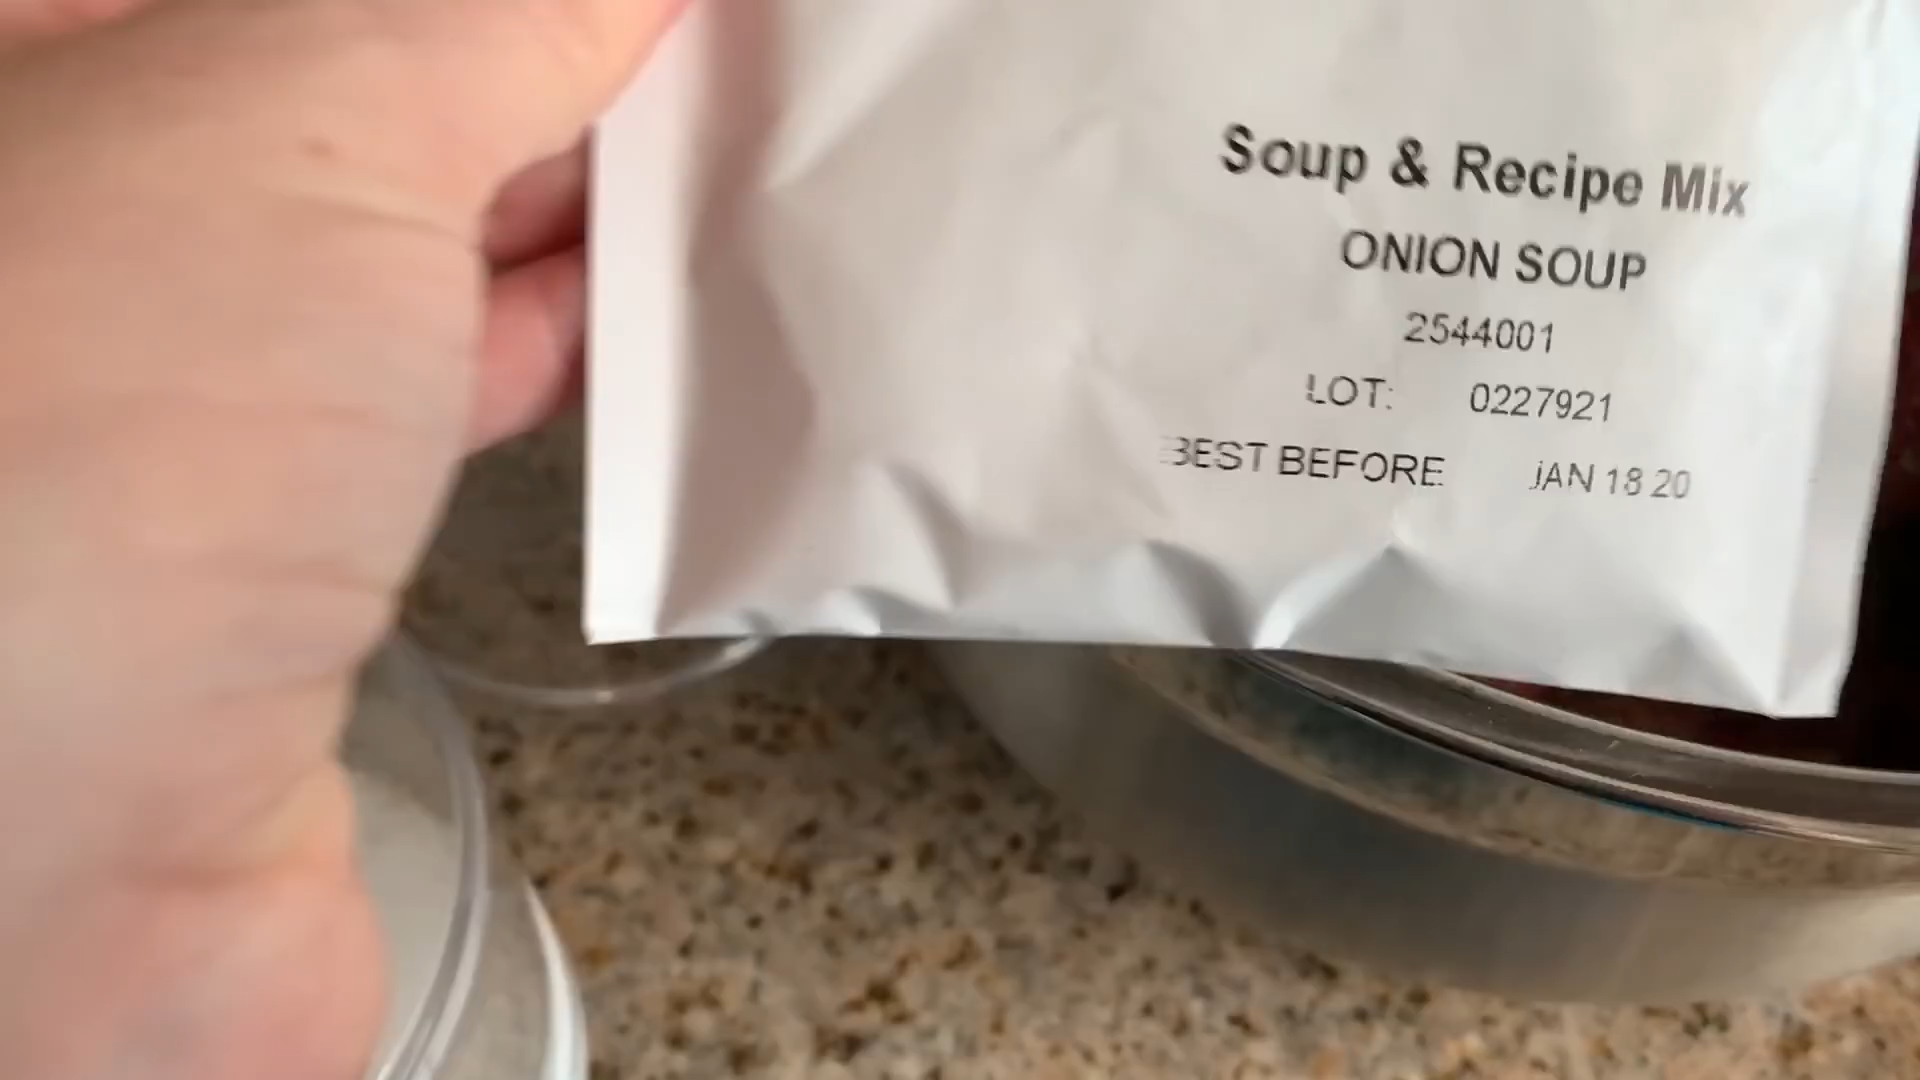 Soup & Recipe Mix
ONION SOUP
2544001
LOT: 0227921
BEST BEFORE JAN 18 20